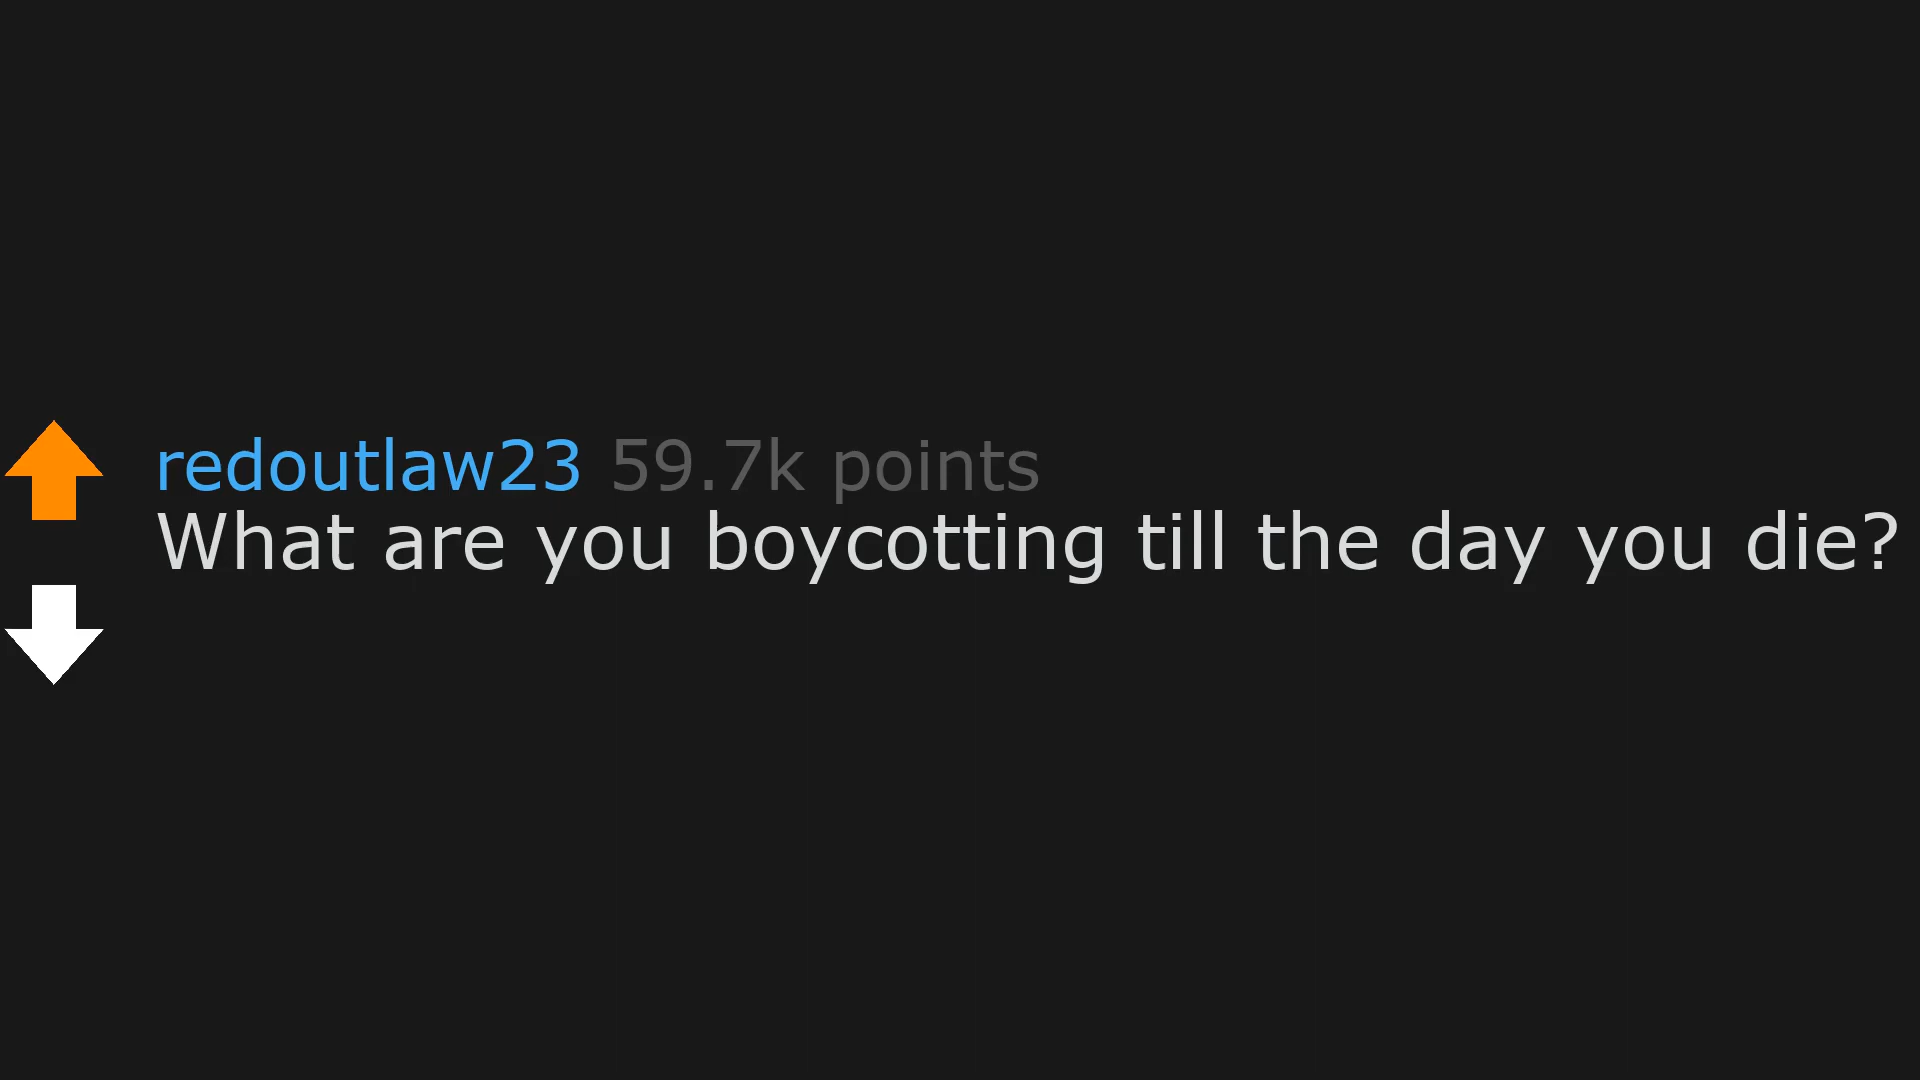 redoutlaw23 59.7k points
What are you boycotting till the day you die?